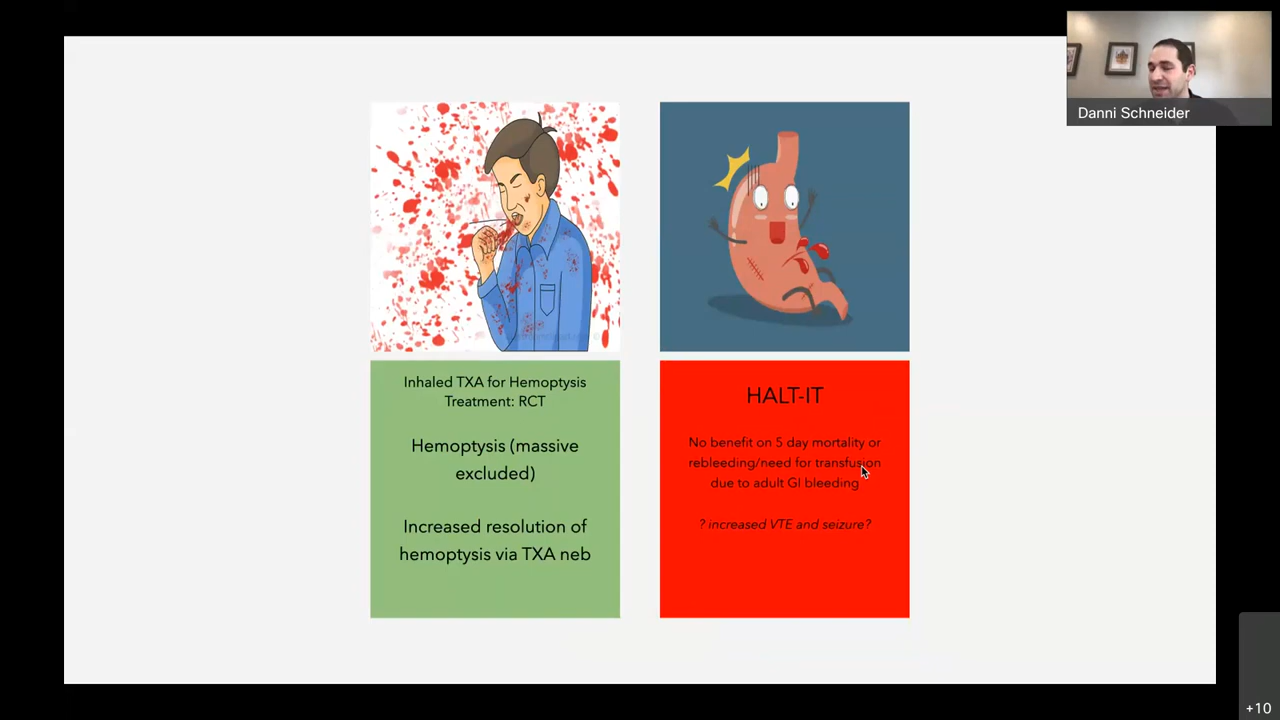 Danni Schneider
Inhaled TXA for Hemoptysis
Treatment: RCT
Hemoptysis (massive
excluded)
Increased resolution of
hemoptysis via TXA neb
HALT-IT
No benefit on 5 day mortality or
rebleeding/need for transfusion
due to adult GI bleeding
? increased VTE and seizure?
+10